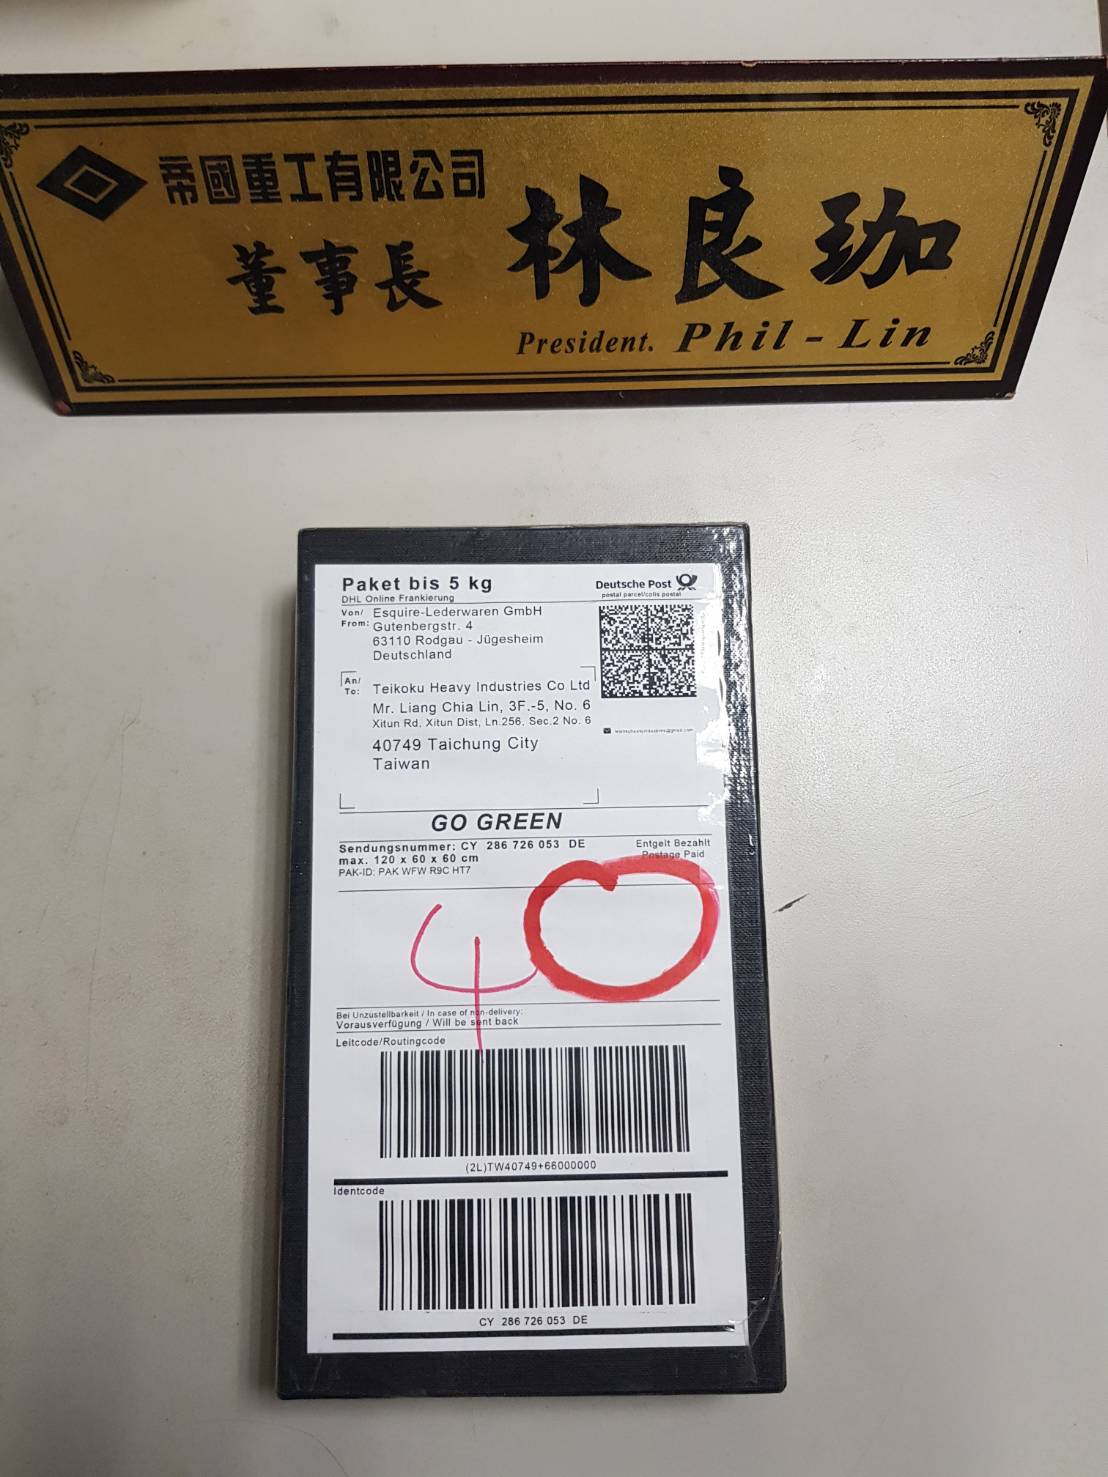 帝國重工有限公司
董事長 林良珈
President. Phil - Lin
Paket bis 5 kg
DHL Online Frankierung
Deutsche Post
postal parcel/colis postal
Von/ From: Esquire-Lederwaren GmbH
Gutenbergstr. 4
63110 Rodgau - Jügesheim
Deutschland
An/ To: Teikoku Heavy Industries Co Ltd
Mr. Liang Chia Lin, 3F.-5, No. 6
Xitun Rd, Xitun Dist, Ln.256, Sec.2 No. 6
40749 Taichung City
Taiwan
GO GREEN
Sendungsnummer: CY 286 726 053 DE
max. 120 x 60 x 60 cm
PAK-ID: PAK WFW R9C HT7
Entgelt Bezahlt
Postage Paid
Bei Unzustellbarkeit / In case of non-delivery:
Vorausverfügung / Will be sent back
Leitcode/Routingcode
(2L)TW40749+66000000
Identcode
CY 286 726 053 DE